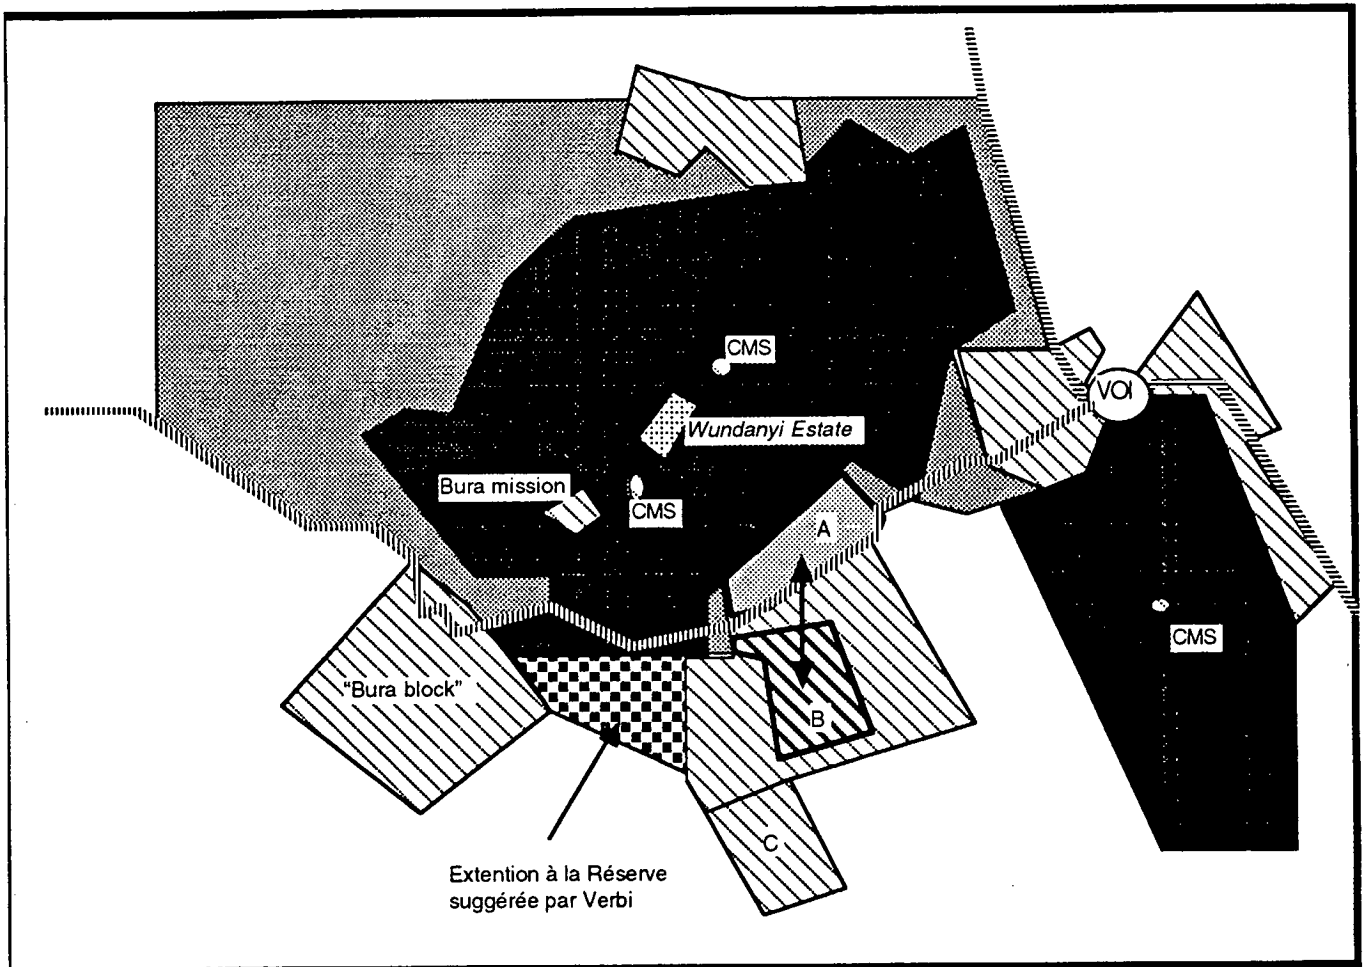 CMS
VOI
Wundanyi Estate
Bura mission
CMS
A
CMS
"Bura block"
B
C
Extention à la Réserve
suggérée par Verbi